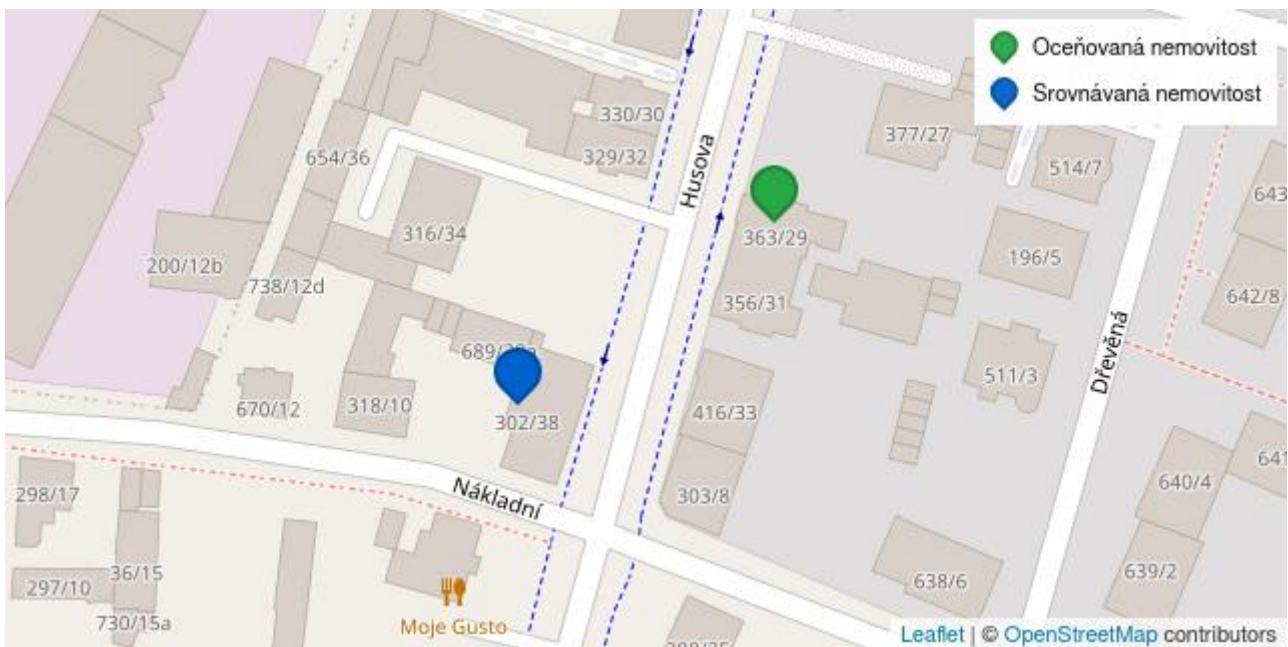 Oceňovaná nemovitost
Srovnávaná nemovitost
330/30
377/27
329/32
654/36
514/7
Husova
643
316/34
363/29
196/5
200/12b
738/12d
642/8
356/31
689/38a
Dřevěná
511/3
670/12
318/10
302/38
416/33
641
298/17
Nákladní
303/8
640/4
36/15
297/10
638/6
639/2
730/15a
Moje Gusto
Leaflet | © OpenStreetMap contributors